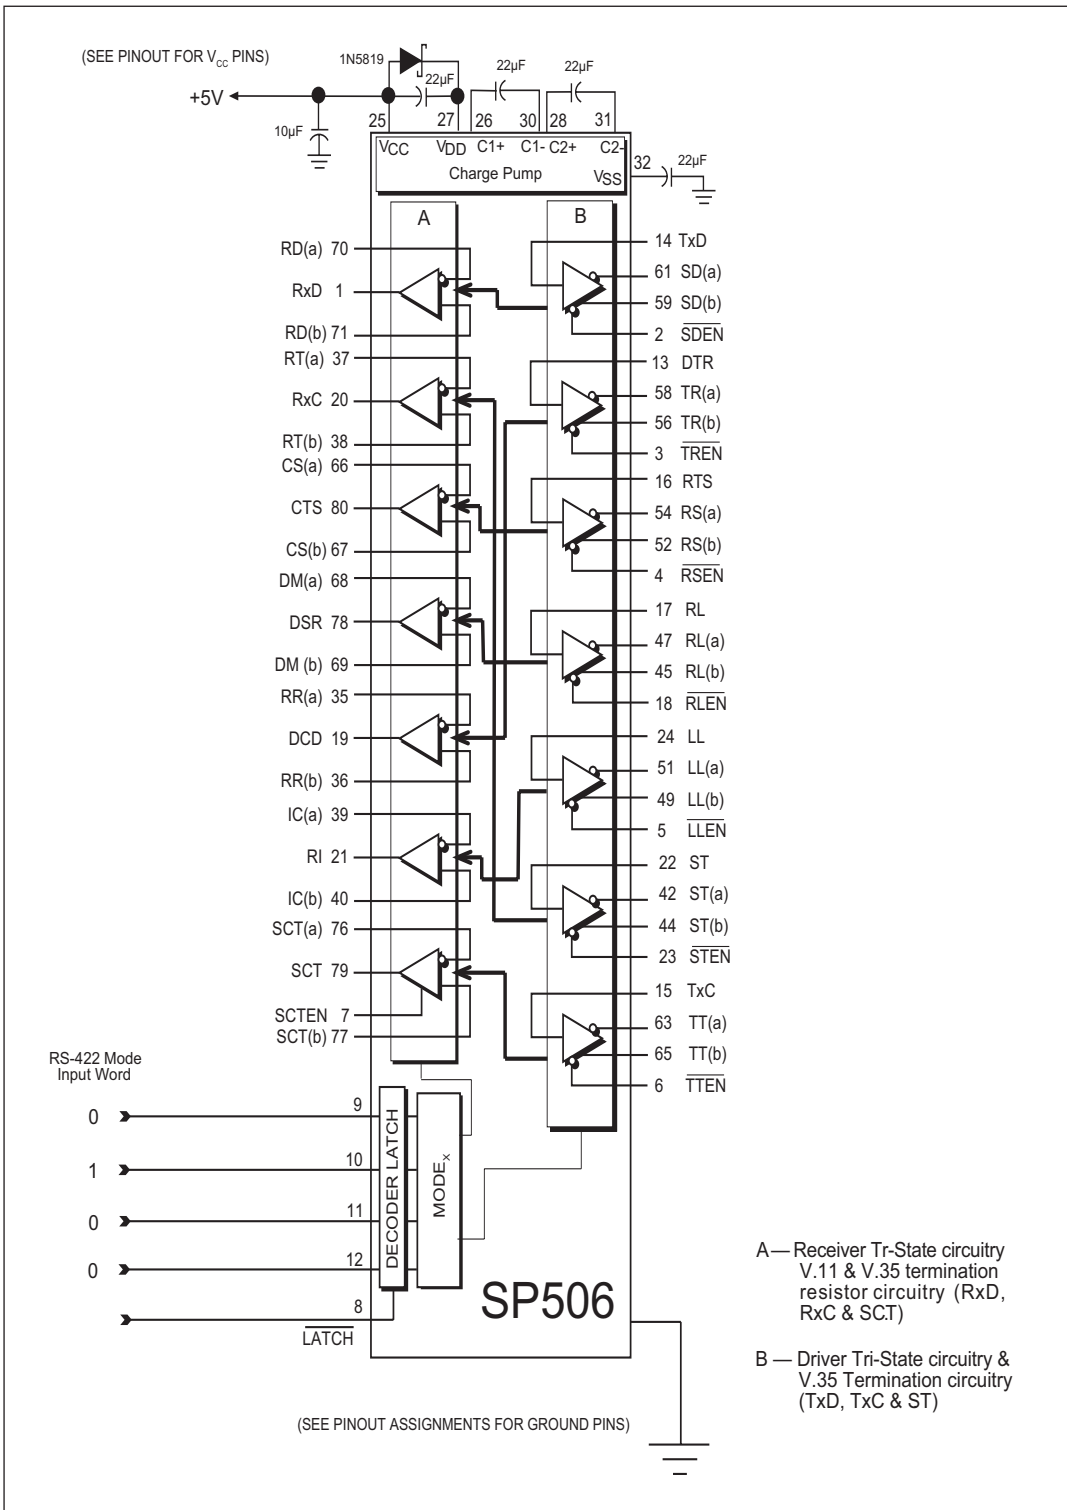 (SEE PINOUT FOR VCC PINS)
1N5819
22µF
22µF
22µF
+5V
10µF
25
27
26
30
28
31
VCC
VDD
C1+
C1-
C2+
C2-
Charge Pump
VSS
32
22µF
A
B
RD(a) 70
RxD 1
RD(b) 71
RT(a) 37
RxC 20
RT(b) 38
CS(a) 66
CTS 80
CS(b) 67
DM(a) 68
DSR 78
DM (b) 69
RR(a) 35
DCD 19
RR(b) 36
IC(a) 39
RI 21
IC(b) 40
SCT(a) 76
SCT 79
SCTEN 7
SCT(b) 77
14 TxD
61 SD(a)
59 SD(b)
2 SDEN
13 DTR
58 TR(a)
56 TR(b)
3 TREN
16 RTS
54 RS(a)
52 RS(b)
4 RSEN
17 RL
47 RL(a)
45 RL(b)
18 RLEN
24 LL
51 LL(a)
49 LL(b)
5 LLEN
22 ST
42 ST(a)
44 ST(b)
23 STEN
15 TxC
63 TT(a)
65 TT(b)
6 TTEN
RS-422 Mode
Input Word
0
9
1
10
0
11
0
12
8
LATCH
DECODER LATCH
MODEx
SP506
A — Receiver Tr-State circuitry
V.11 & V.35 termination
resistor circuitry (RxD,
RxC & SCT)
B — Driver Tri-State circuitry &
V.35 Termination circuitry
(TxD, TxC & ST)
(SEE PINOUT ASSIGNMENTS FOR GROUND PINS)